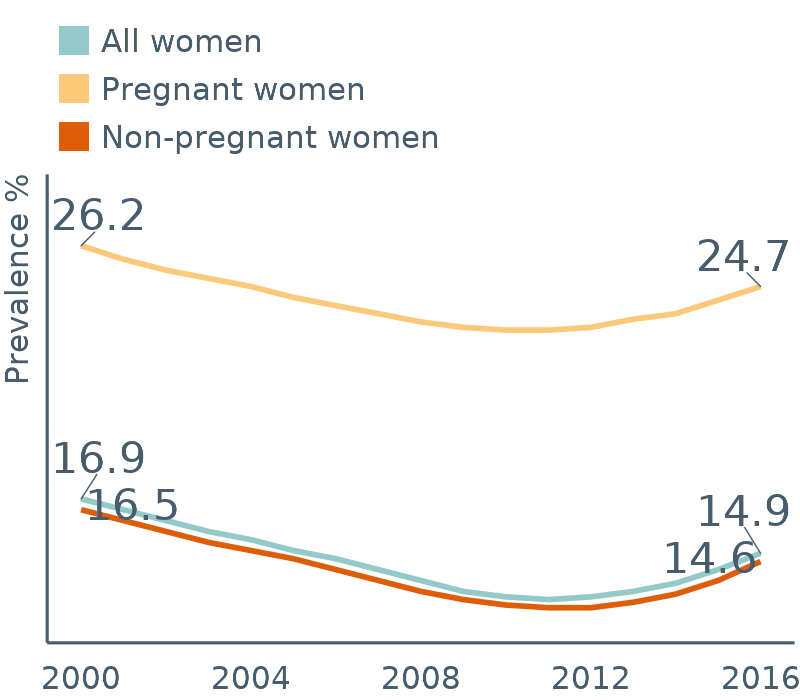 All women
Pregnant women
Non-pregnant women
Prevalence %
26.2
24.7
16.9
16.5
14.9
14.6
2000 2004 2008 2012 2016